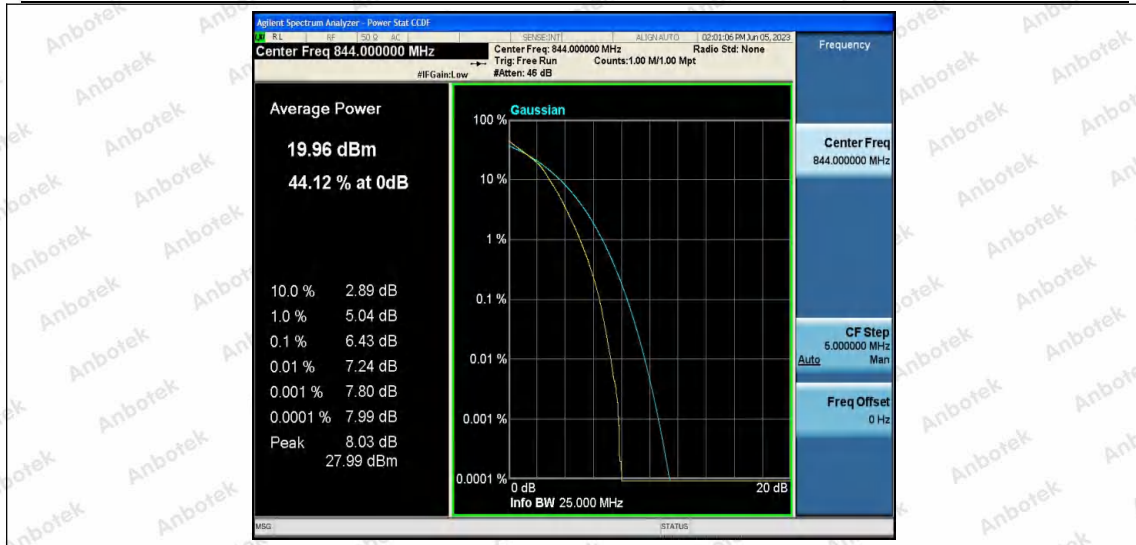 Agilent Spectrum Analyzer - Power Stat CCDF
RL RF 50 Ω AC SENSE:INT ALIGN AUTO 02:01:06 PM Jun 05, 2023
Center Freq 844.000000 MHz
Center Freq: 844.000000 MHz Radio Std: None
Trig: Free Run Counts:1.00 M/1.00 Mpt
#IFGain:Low #Atten: 46 dB
Frequency
Average Power
19.96 dBm
44.12 % at 0dB
10.0 % 2.89 dB
1.0 % 5.04 dB
0.1 % 6.43 dB
0.01 % 7.24 dB
0.001 % 7.80 dB
0.0001 % 7.99 dB
Peak 8.03 dB
27.99 dBm
Gaussian
100 %
10 %
1 %
0.1 %
0.01 %
0.001 %
0.0001 %
0 dB 20 dB
Info BW 25.000 MHz
Center Freq
844.000000 MHz
CF Step
5.000000 MHz
Auto Man
Freq Offset
0 Hz
MSG STATUS
Anbotek